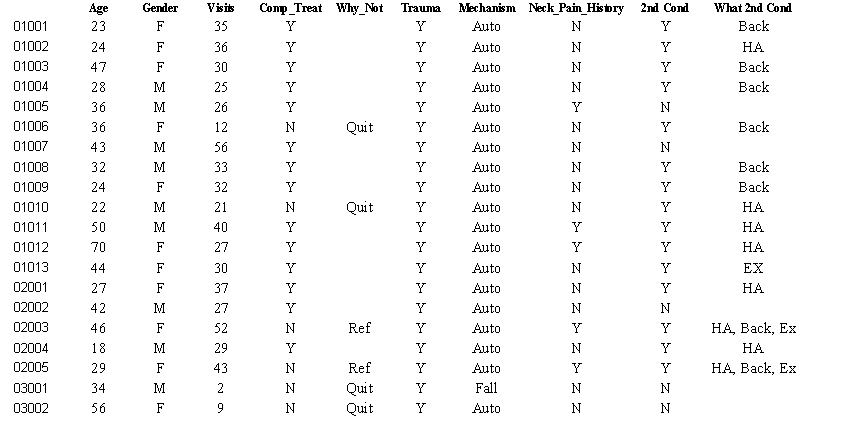 Age Gender Visits Comp_Treat Why_Not Trauma Mechanism Neck_Pain_History 2nd Cond What 2nd Cond
01001 23 F 35 Y Y Auto N Y Back
01002 24 F 36 Y Y Auto N Y HA
01003 47 F 30 Y Y Auto N Y Back
01004 28 M 25 Y Y Auto N Y Back
01005 36 M 26 Y Y Auto Y N
01006 36 F 12 N Quit Y Auto N Y Back
01007 43 M 56 Y Y Auto N N
01008 32 M 33 Y Y Auto N Y Back
01009 24 F 32 Y Y Auto N Y Back
01010 22 M 21 N Quit Y Auto N Y HA
01011 50 M 40 Y Y Auto Y Y HA
01012 70 F 27 Y Y Auto Y Y HA
01013 44 F 30 Y Y Auto N Y EX
02001 27 F 37 Y Y Auto N Y HA
02002 42 M 27 Y Y Auto N N
02003 46 F 52 N Ref Y Auto Y Y HA, Back, Ex
02004 18 M 29 Y Y Auto N Y HA
02005 29 F 43 N Ref Y Auto Y Y HA, Back, Ex
03001 34 M 2 N Quit Y Fall N N
03002 56 F 9 N Quit Y Auto N N